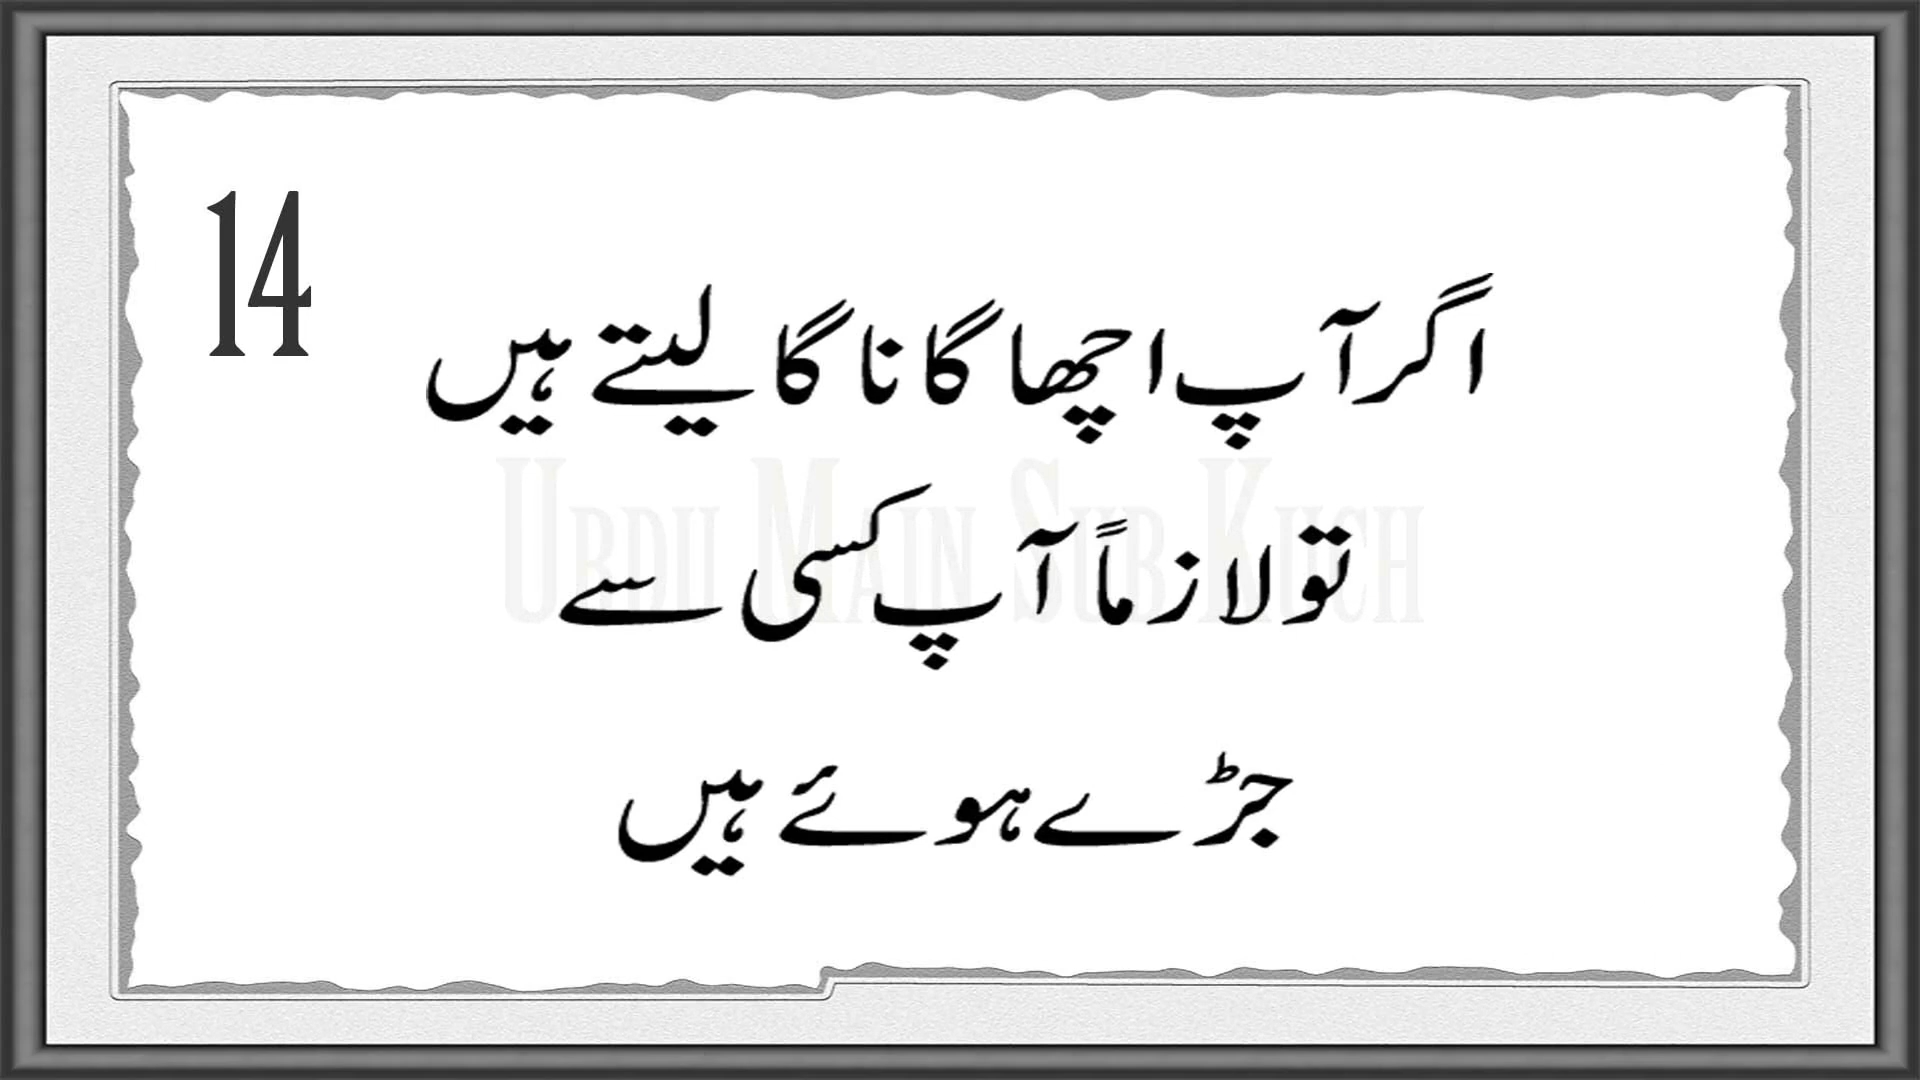 14
اگر آپ اچھا گانا گا لیتے ہیں
تو لازماً آپ کسی سے
جڑے ہوئے ہیں
Urdu Main Sub Kuch